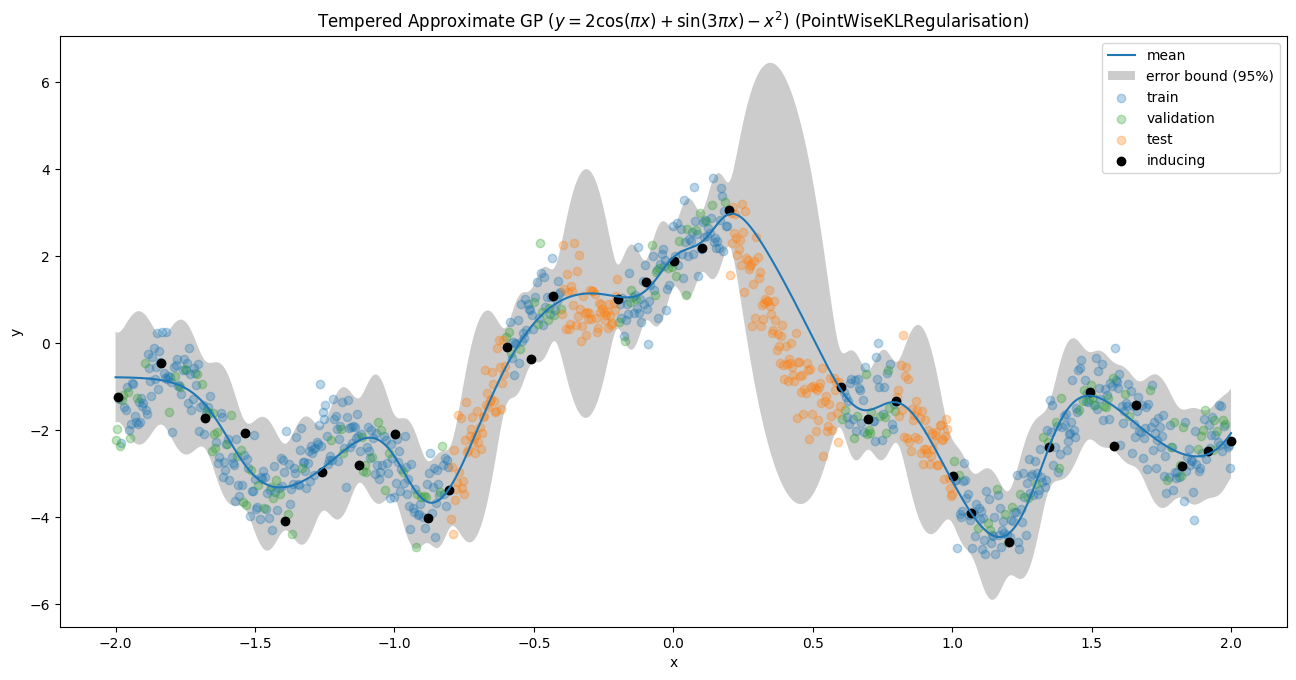 Tempered Approximate GP (y = 2cos(πx) + sin(3πx) − x²) (PointWiseKLRegularisation)
mean
error bound (95%)
train
validation
test
inducing
6
4
2
0
−2
−4
−6
y
−2.0 −1.5 −1.0 −0.5 0.0 0.5 1.0 1.5 2.0
x